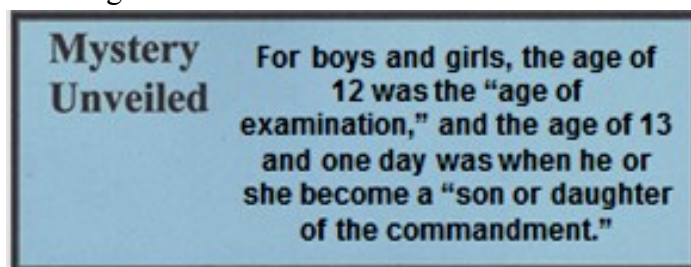 Mystery
Unveiled
For boys and girls, the age of
12 was the “age of
examination,” and the age of 13
and one day was when he or
she become a “son or daughter
of the commandment.”